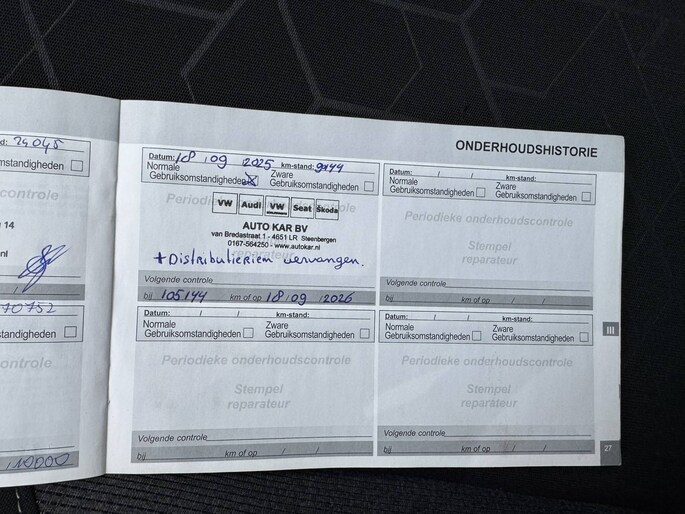 ONDERHOUDSHISTORIE
29045
mstandigheden
controle
14
nl
70752
nstandigheden
ontrole
10000
Datum: 18 / 09 / 2025 km-stand:
Normale Zware
Gebruiksomstandigheden Gebruiksomstandigheden
Periodieke onderhoudscontrole
VW Audi VW Seat Škoda
AUTO KAR BV
van Bredastraat 1 - 4651 LR Steenbergen
0167-564250 - www.autokar.nl
+ Distributieriem vervangen.
Volgende controle
bij 105144 km of op 18 / 09 / 2026
Datum: / / km-stand:
Normale Zware
Gebruiksomstandigheden Gebruiksomstandigheden
Periodieke onderhoudscontrole
Stempel
reparateur
Volgende controle
bij km of op / /
Datum: / / km-stand:
Normale Zware
Gebruiksomstandigheden Gebruiksomstandigheden
Periodieke onderhoudscontrole
Stempel
reparateur
Volgende controle
bij km of op / /
Datum: / / km-stand:
Normale Zware
Gebruiksomstandigheden Gebruiksomstandigheden
Periodieke onderhoudscontrole
Stempel
reparateur
Volgende controle
bij km of op / /
III
27